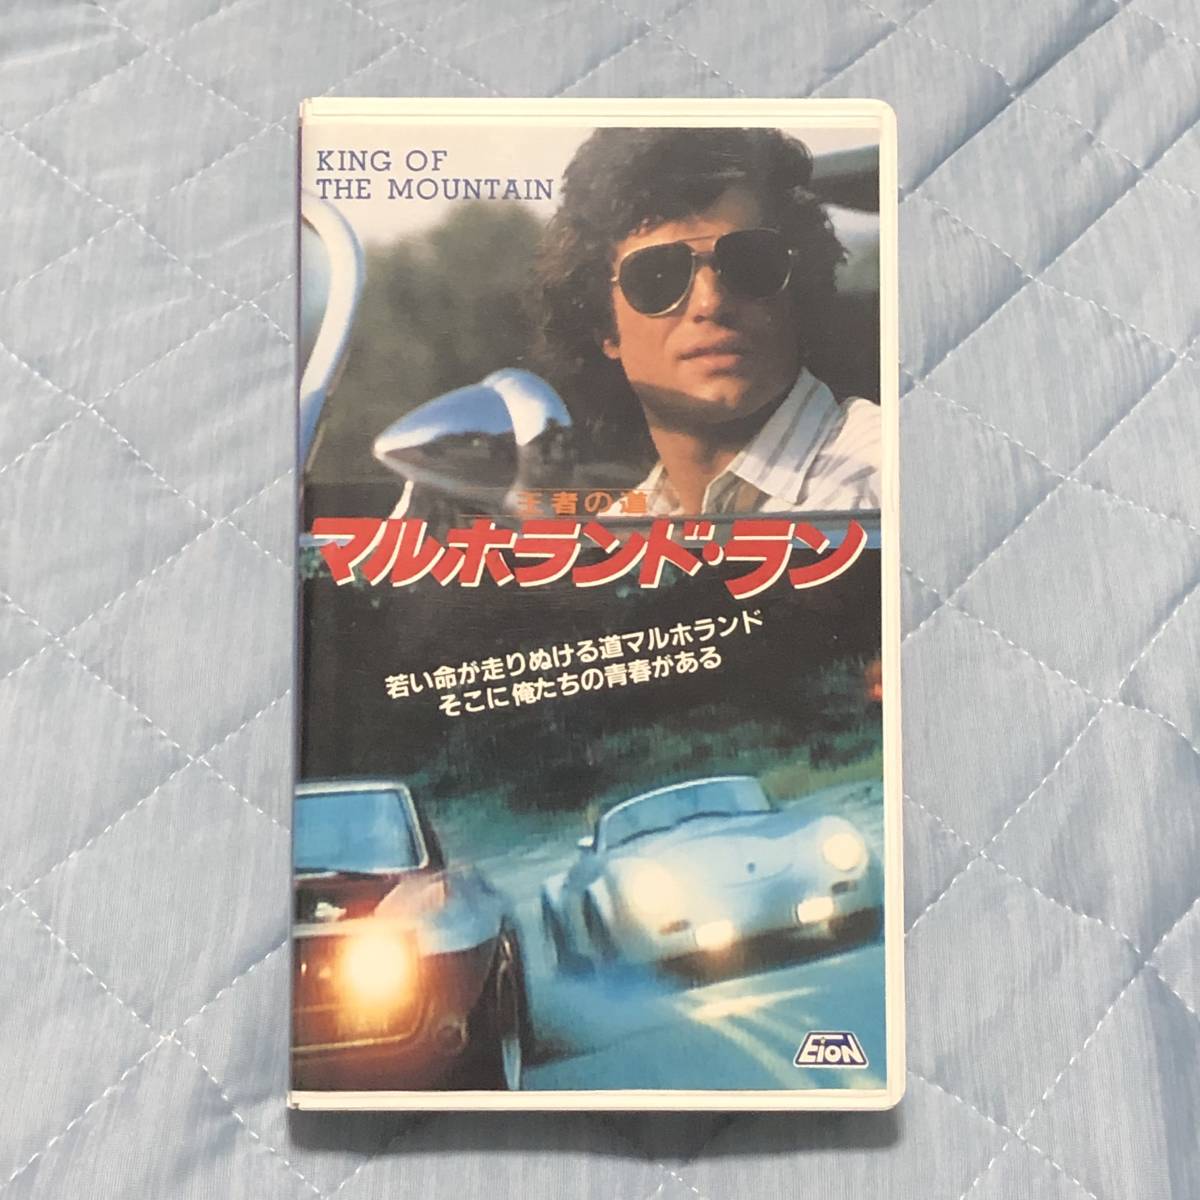 KING OF
THE MOUNTAIN
王者の道
マルホランド・ラン
若い命が走りぬける道マルホランド
そこに俺たちの青春がある
EION